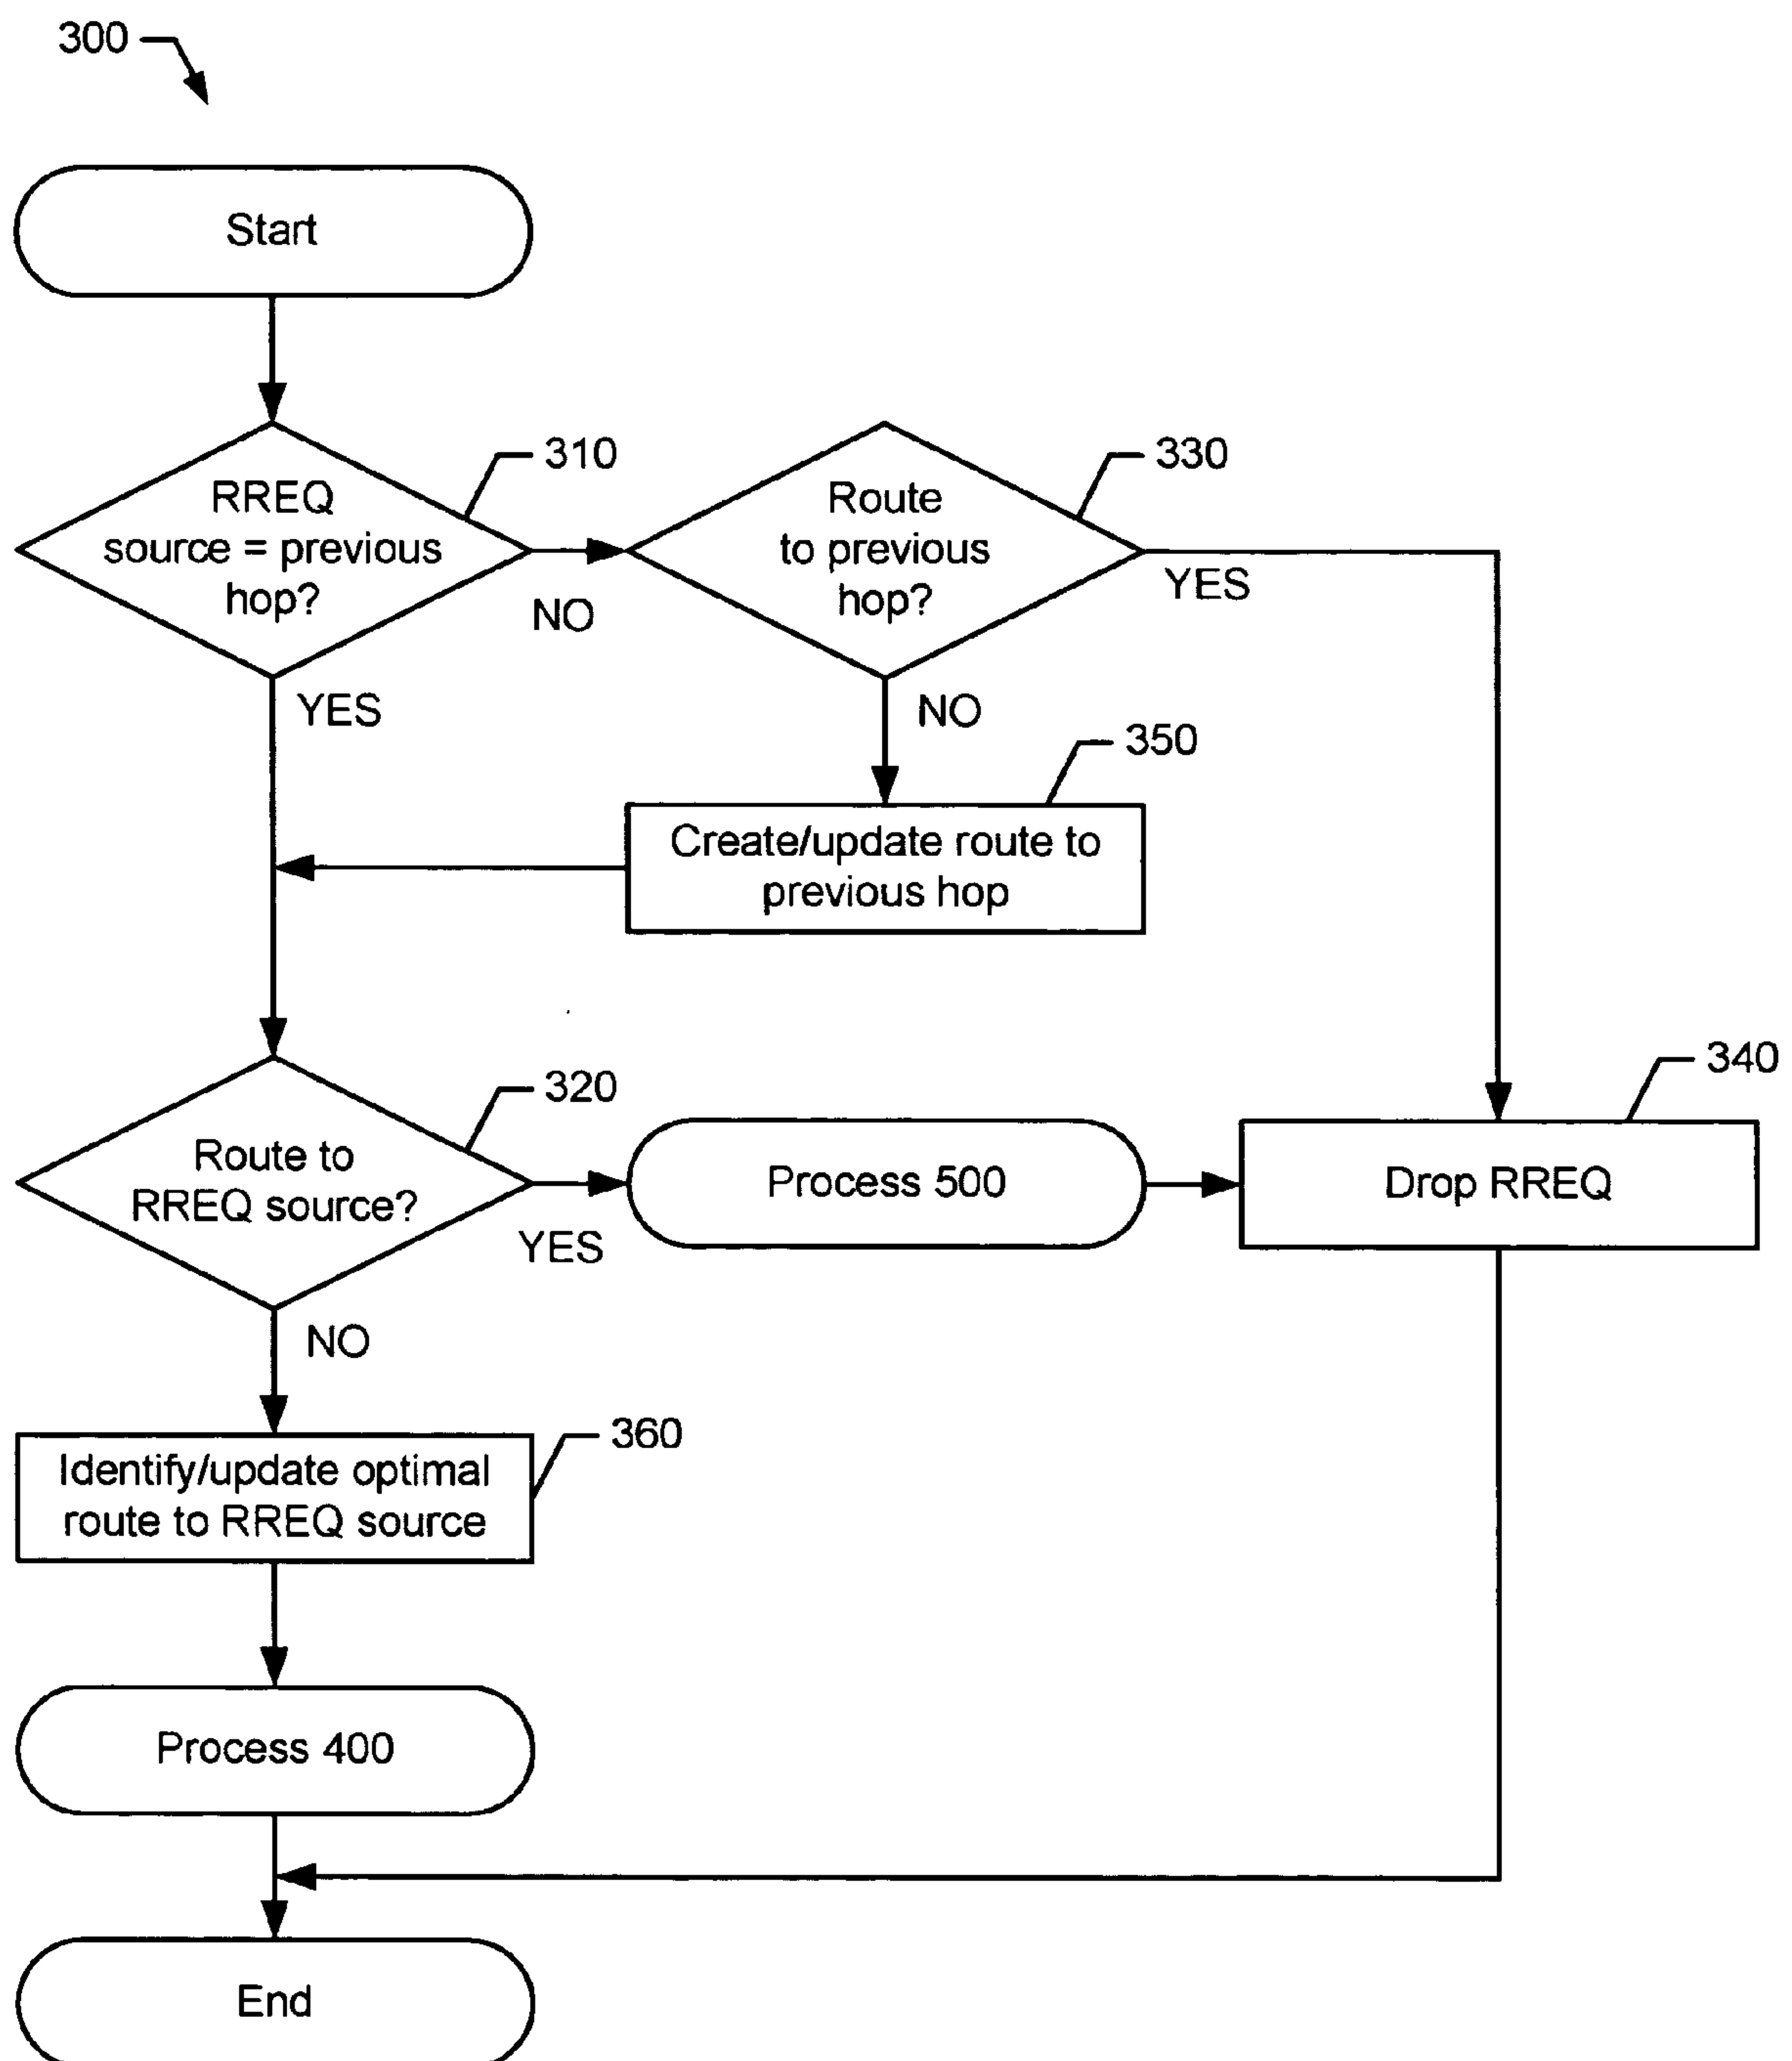 300
Start
310
RREQ
source = previous
hop?
NO
YES
330
Route
to previous
hop?
YES
NO
350
Create/update route to
previous hop
320
Route to
RREQ source?
YES
NO
Process 500
340
Drop RREQ
360
Identify/update optimal
route to RREQ source
Process 400
End